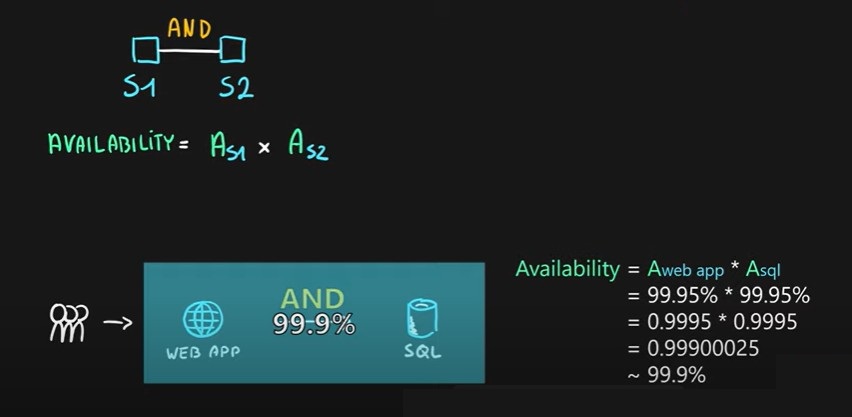 AND
S1 S2
AVAILABILITY = AS1 × AS2
AND
99.9%
WEB APP
SQL
Availability = Aweb app * Asql
= 99.95% * 99.95%
= 0.9995 * 0.9995
= 0.99900025
~ 99.9%